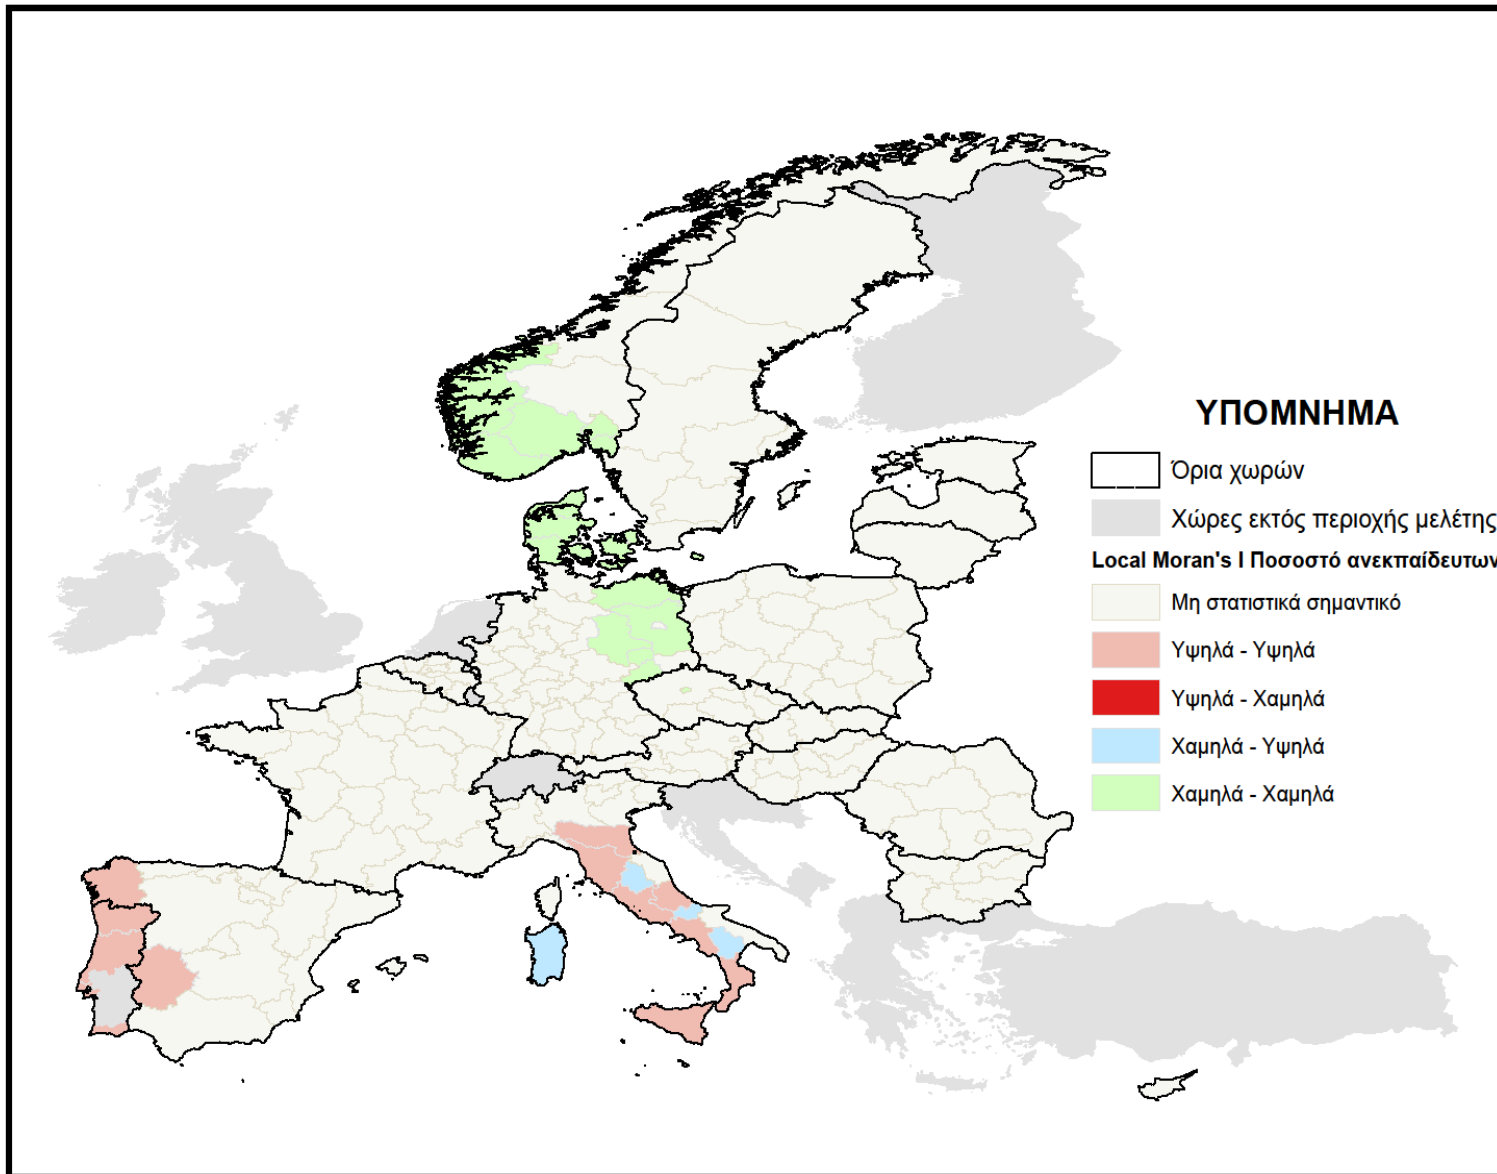 ΥΠΟΜΝΗΜΑ
Όρια χωρών
Χώρες εκτός περιοχής μελέτης
Local Moran's I Ποσοστό ανεκπαίδευτων
Μη στατιστικά σημαντικό
Υψηλά - Υψηλά
Υψηλά - Χαμηλά
Χαμηλά - Υψηλά
Χαμηλά - Χαμηλά